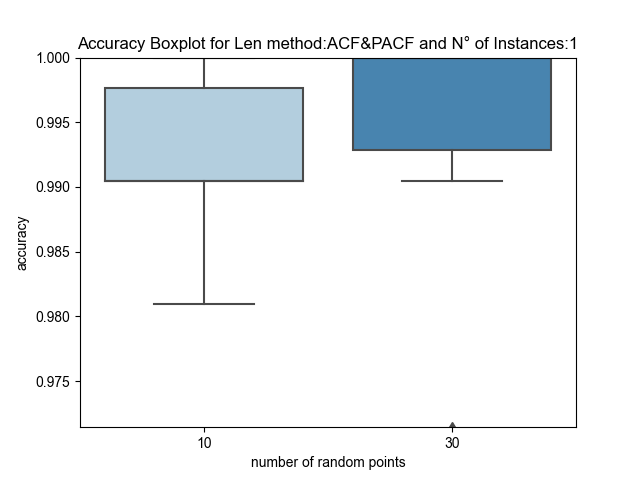 Accuracy Boxplot for Len method:ACF&PACF and N° of Instances:1
1.000
0.995
0.990
0.985
0.980
0.975
accuracy
10 30
number of random points